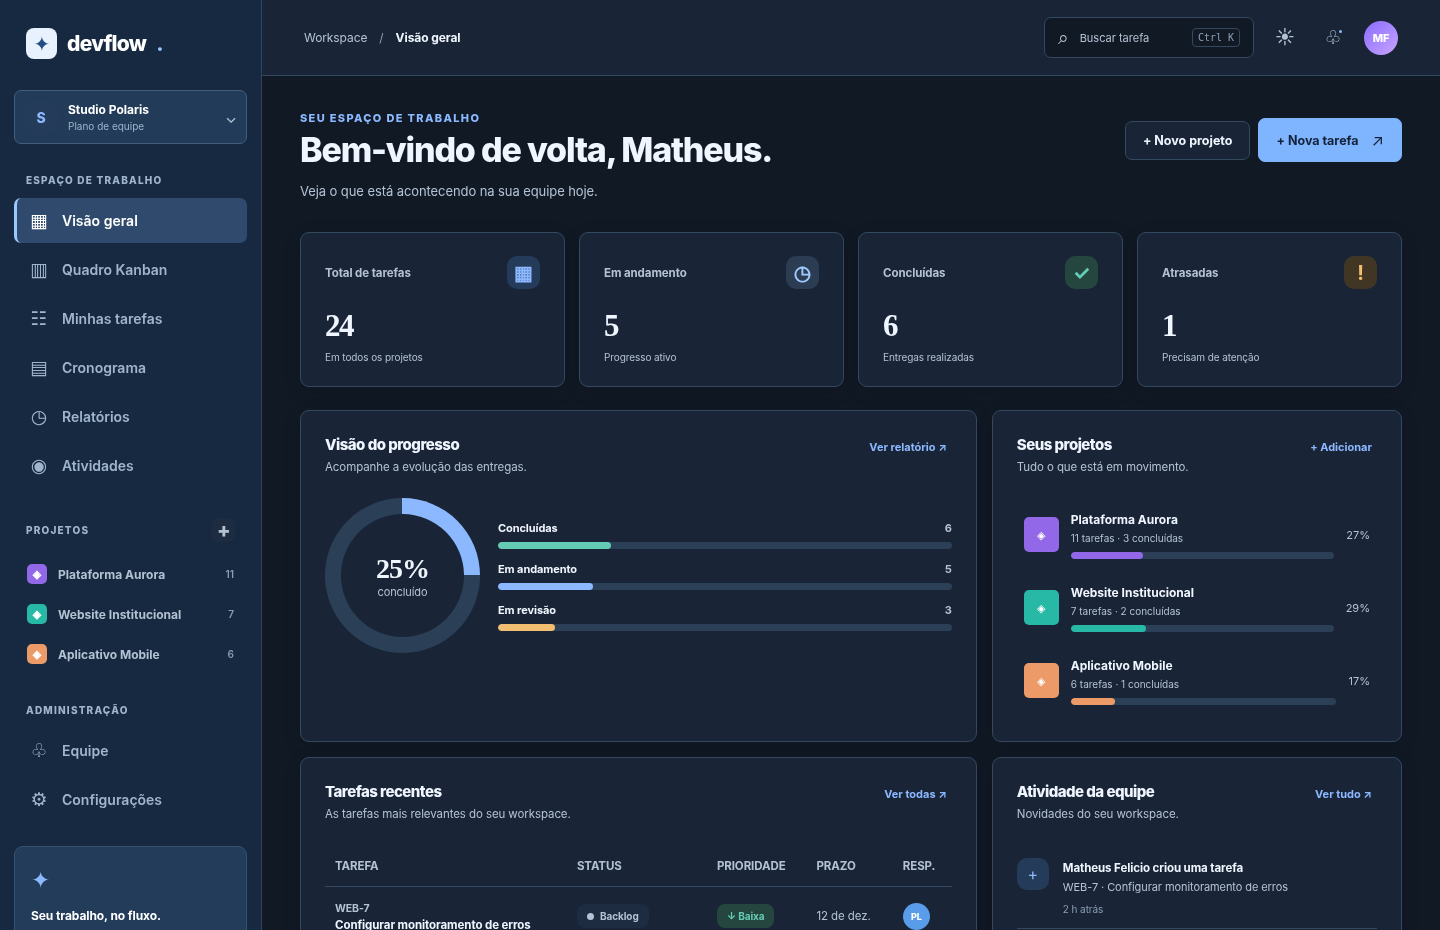 devflow .
Studio Polaris
S
Plano de equipe
ESPAÇO DE TRABALHO
Visão geral
Quadro Kanban
Minhas tarefas
Cronograma
Relatórios
Atividades
PROJETOS
Plataforma Aurora 11
Website Institucional 7
Aplicativo Mobile 6
ADMINISTRAÇÃO
Equipe
Configurações
Seu trabalho, no fluxo.
Workspace / Visão geral
Buscar tarefa Ctrl K
MF
SEU ESPAÇO DE TRABALHO
Bem-vindo de volta, Matheus.
Veja o que está acontecendo na sua equipe hoje.
+ Novo projeto
+ Nova tarefa ↗
Total de tarefas
24
Em todos os projetos
Em andamento
5
Progresso ativo
Concluídas
6
Entregas realizadas
Atrasadas
!
1
Precisam de atenção
Visão do progresso
Ver relatório ↗
Acompanhe a evolução das entregas.
25%
concluído
Concluídas 6
Em andamento 5
Em revisão 3
Seus projetos
+ Adicionar
Tudo o que está em movimento.
Plataforma Aurora
11 tarefas · 3 concluídas
27%
Website Institucional
7 tarefas · 2 concluídas
29%
Aplicativo Mobile
6 tarefas · 1 concluídas
17%
Tarefas recentes
Ver todas ↗
As tarefas mais relevantes do seu workspace.
TAREFA STATUS PRIORIDADE PRAZO RESP.
WEB-7
Configurar monitoramento de erros
Backlog
↓ Baixa
12 de dez.
PL
Atividade da equipe
Ver tudo ↗
Novidades do seu workspace.
+
Matheus Felicio criou uma tarefa
WEB-7 · Configurar monitoramento de erros
2 h atrás